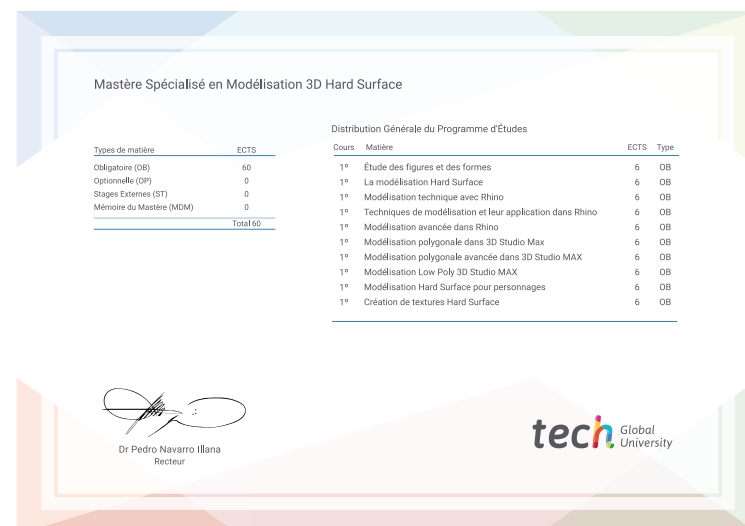 Mastère Spécialisé en Modélisation 3D Hard Surface
Types de matière ECTS
Obligatoire (OB) 60
Optionnelle (OP) 0
Stages Externes (ST) 0
Mémoire du Mastère (MDM) 0
Total 60
Distribution Générale du Programme d'Études
Cours Matière ECTS Type
1º Étude des figures et des formes 6 OB
1º La modélisation Hard Surface 6 OB
1º Modélisation technique avec Rhino 6 OB
1º Techniques de modélisation et leur application dans Rhino 6 OB
1º Modélisation avancée dans Rhino 6 OB
1º Modélisation polygonale dans 3D Studio Max 6 OB
1º Modélisation polygonale avancée dans 3D Studio MAX 6 OB
1º Modélisation Low Poly 3D Studio MAX 6 OB
1º Modélisation Hard Surface pour personnages 6 OB
1º Création de textures Hard Surface 6 OB
Dr Pedro Navarro Illana
Recteur
tech Global
University